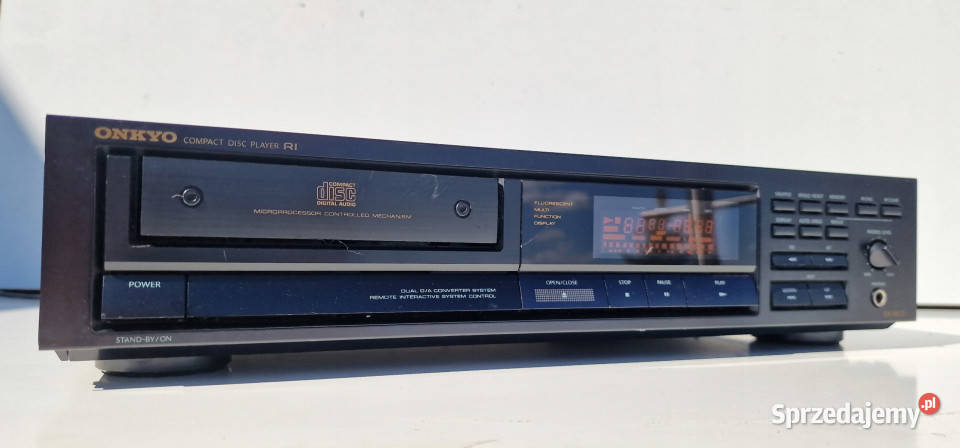 ONKYO COMPACT DISC PLAYER RI
COMPACT
disc
DIGITAL AUDIO
MICROPROCESSOR CONTROLLED MECHANISM
FLUORESCENT
MULTI
FUNCTION
DISPLAY
POWER
DUAL D/A CONVERTER SYSTEM
REMOTE INTERACTIVE SYSTEM CONTROL
OPEN/CLOSE STOP PAUSE PLAY
STAND-BY/ON
Sprzedajemy.pl